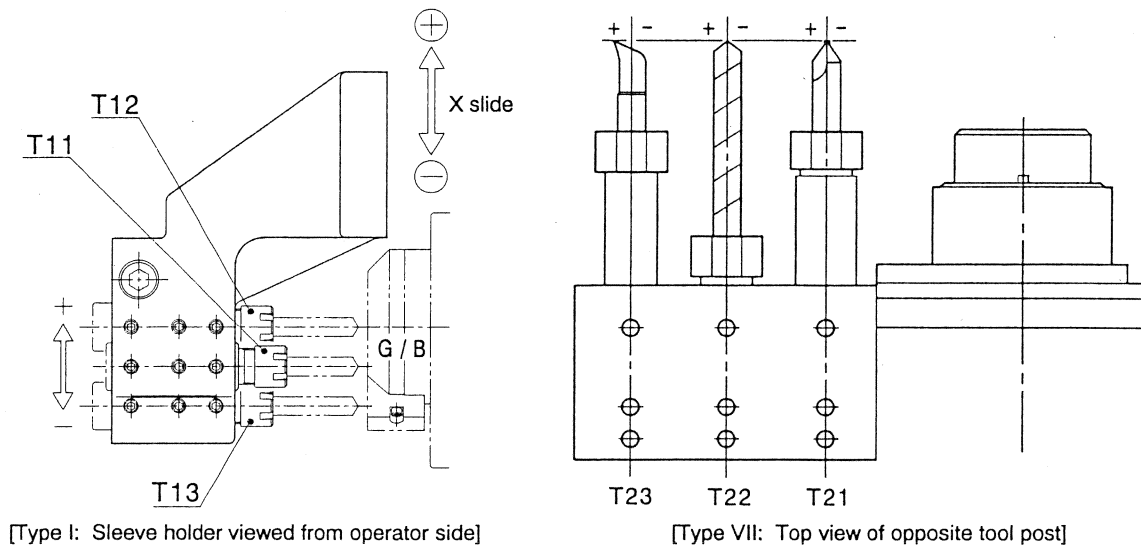 +
X slide
−
T12
T11
+
−
G / B
T13
[Type I: Sleeve holder viewed from operator side]
+ − + − + −
T23 T22 T21
[Type VII: Top view of opposite tool post]